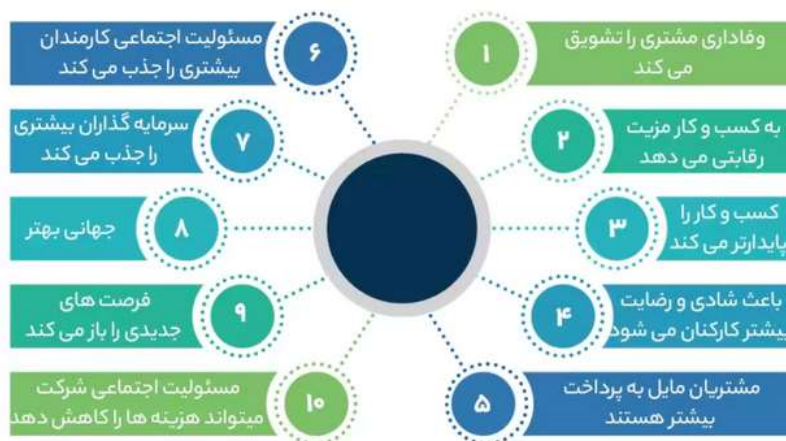 ۱
وفاداری مشتری را تشویق
می کند
۲
به کسب و کار مزیت
رقابتی می دهد
۳
کسب و کار را
پایدارتر می کند
۴
باعث شادی و رضایت
بیشتر کارکنان می شود
۵
مشتریان مایل به پرداخت
بیشتر هستند
۶
مسئولیت اجتماعی کارمندان
بیشتری را جذب می کند
۷
سرمایه گذاران بیشتری
را جذب می کند
۸
جهانی بهتر
۹
فرصت های
جدیدی را باز می کند
۱۰
مسئولیت اجتماعی شرکت
میتواند هزینه ها را کاهش دهد